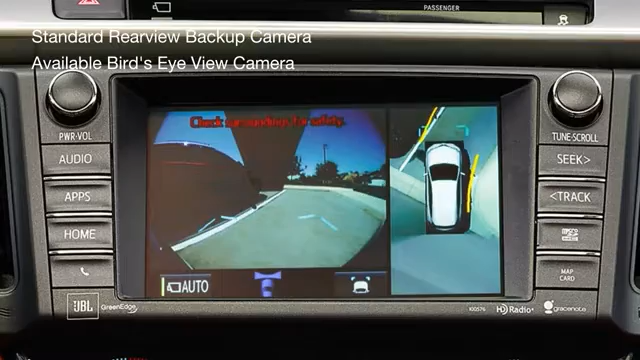 PASSENGER
Standard Rearview Backup Camera
Available Bird's Eye View Camera
Check surroundings for safety.
PWR·VOL
TUNE·SCROLL
AUDIO
SEEK>
APPS
<TRACK
HOME
MAP
CARD
AUTO
JBL
GreenEdge
100576
HD Radio
gracenote